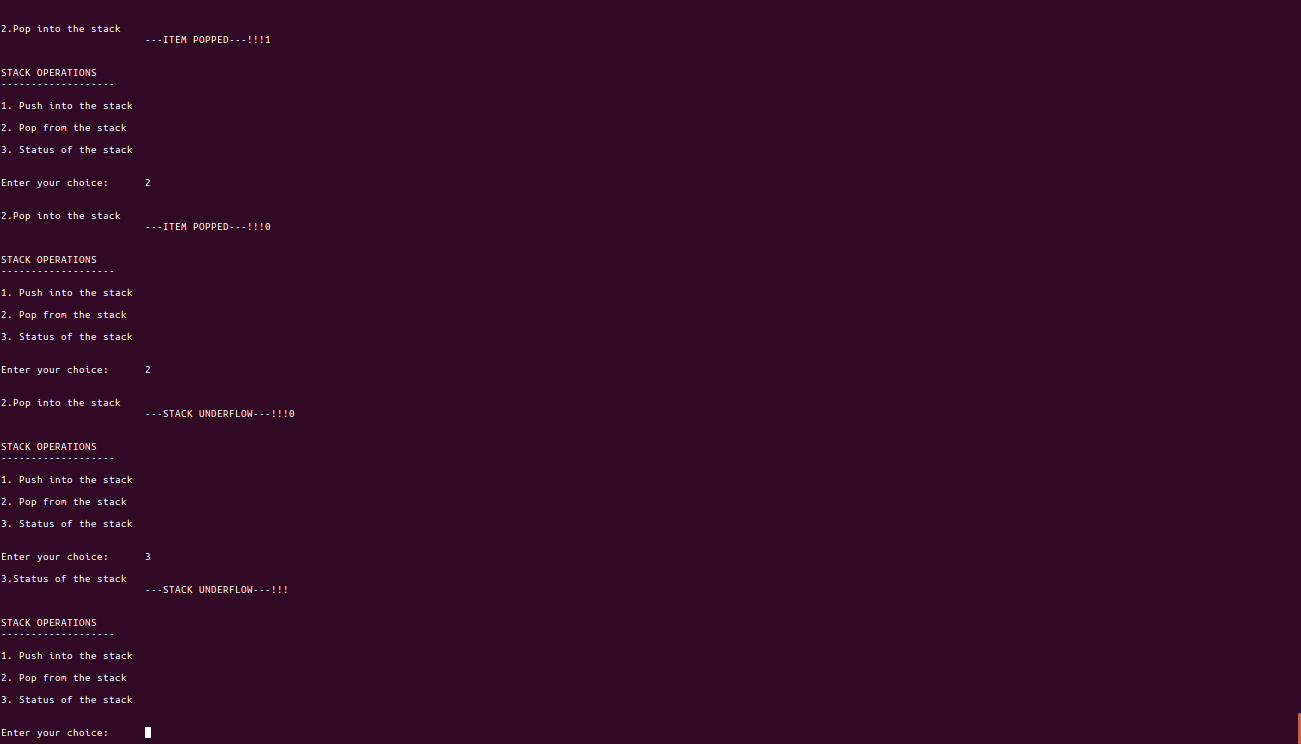 2.Pop into the stack
---ITEM POPPED---!!!1
STACK OPERATIONS
-------------------
1. Push into the stack
2. Pop from the stack
3. Status of the stack
Enter your choice: 2
2.Pop into the stack
---ITEM POPPED---!!!0
STACK OPERATIONS
-------------------
1. Push into the stack
2. Pop from the stack
3. Status of the stack
Enter your choice: 2
2.Pop into the stack
---STACK UNDERFLOW---!!!0
STACK OPERATIONS
-------------------
1. Push into the stack
2. Pop from the stack
3. Status of the stack
Enter your choice: 3
3.Status of the stack
---STACK UNDERFLOW---!!!
STACK OPERATIONS
-------------------
1. Push into the stack
2. Pop from the stack
3. Status of the stack
Enter your choice: